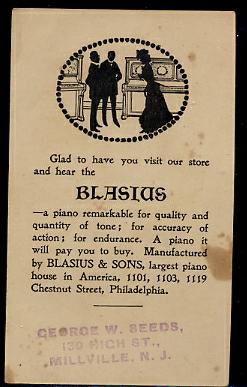 Glad to have you visit our store
and hear the
BLASIUS
—a piano remarkable for quality and
quantity of tone; for accuracy of
action; for endurance. A piano it
will pay you to buy. Manufactured
by BLASIUS & SONS, largest piano
house in America, 1101, 1103, 1119
Chestnut Street, Philadelphia.
GEORGE W. SEEDS,
130 HIGH ST.,
MILLVILLE, N. J.